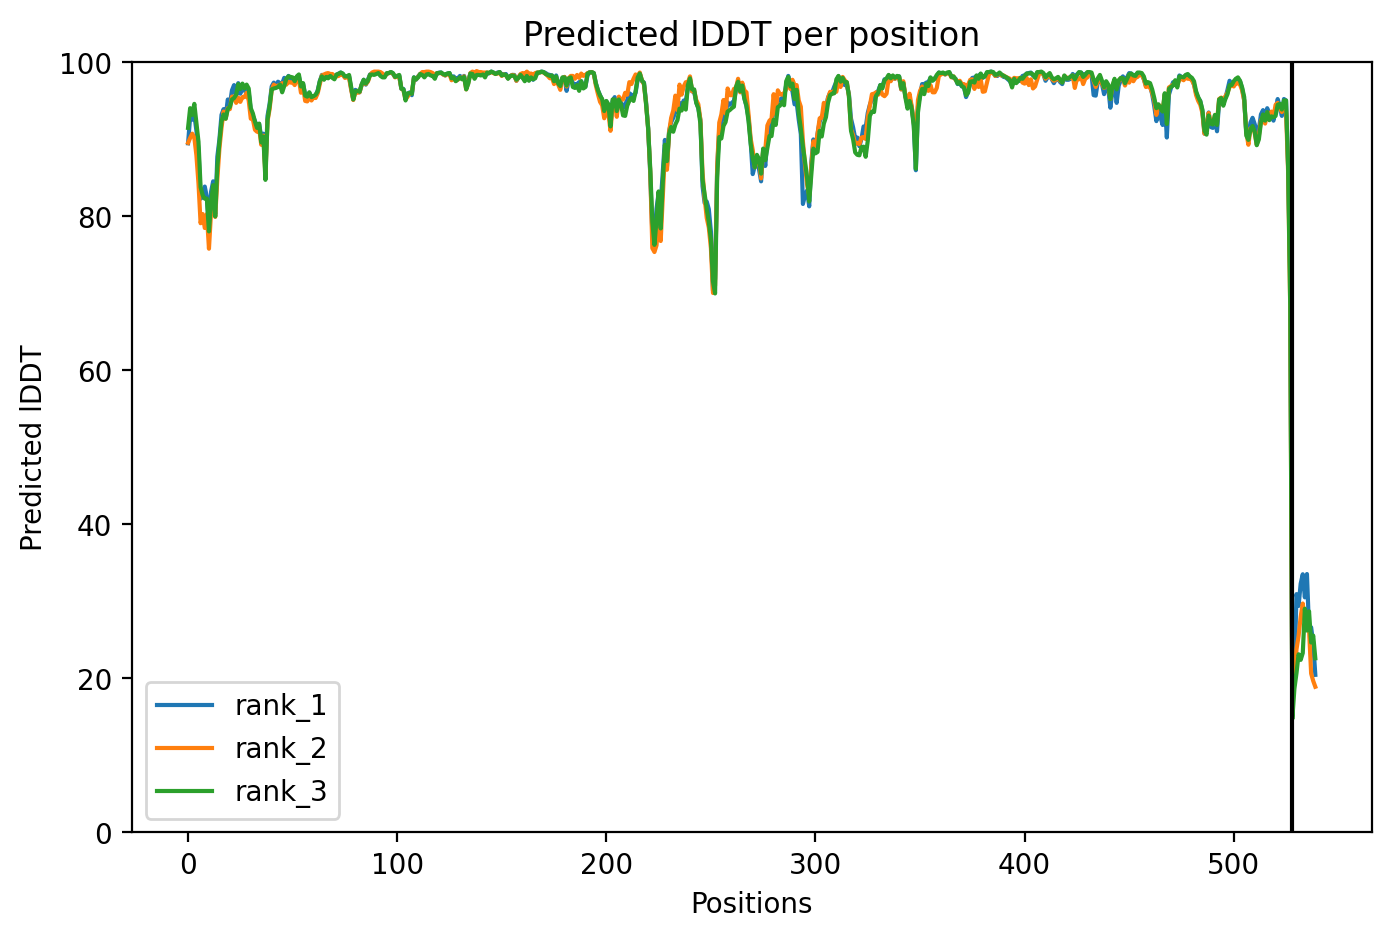 Predicted lDDT per position
Predicted lDDT
100
80
60
40
20
0
rank_1
rank_2
rank_3
0 100 200 300 400 500
Positions